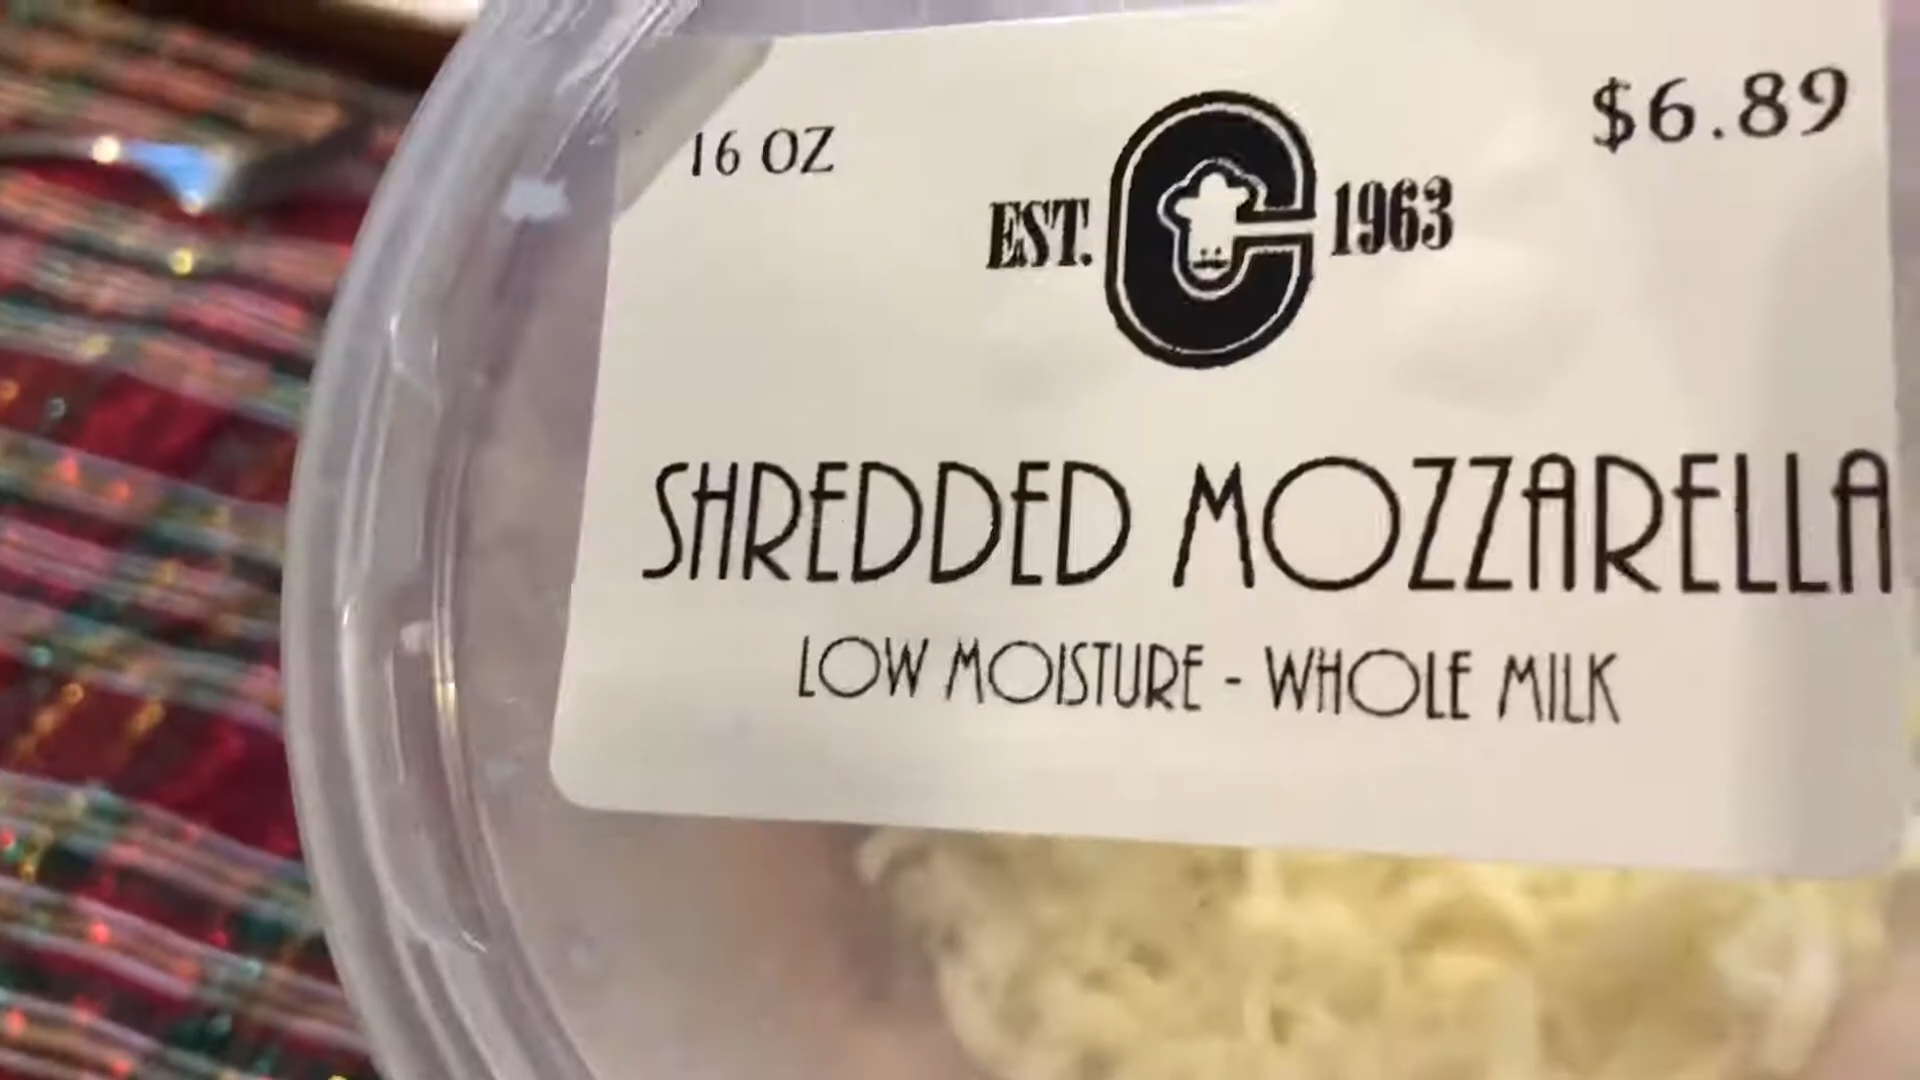 16 OZ
$6.89
EST. C 1963
SHREDDED MOZZARELLA
LOW MOISTURE - WHOLE MILK